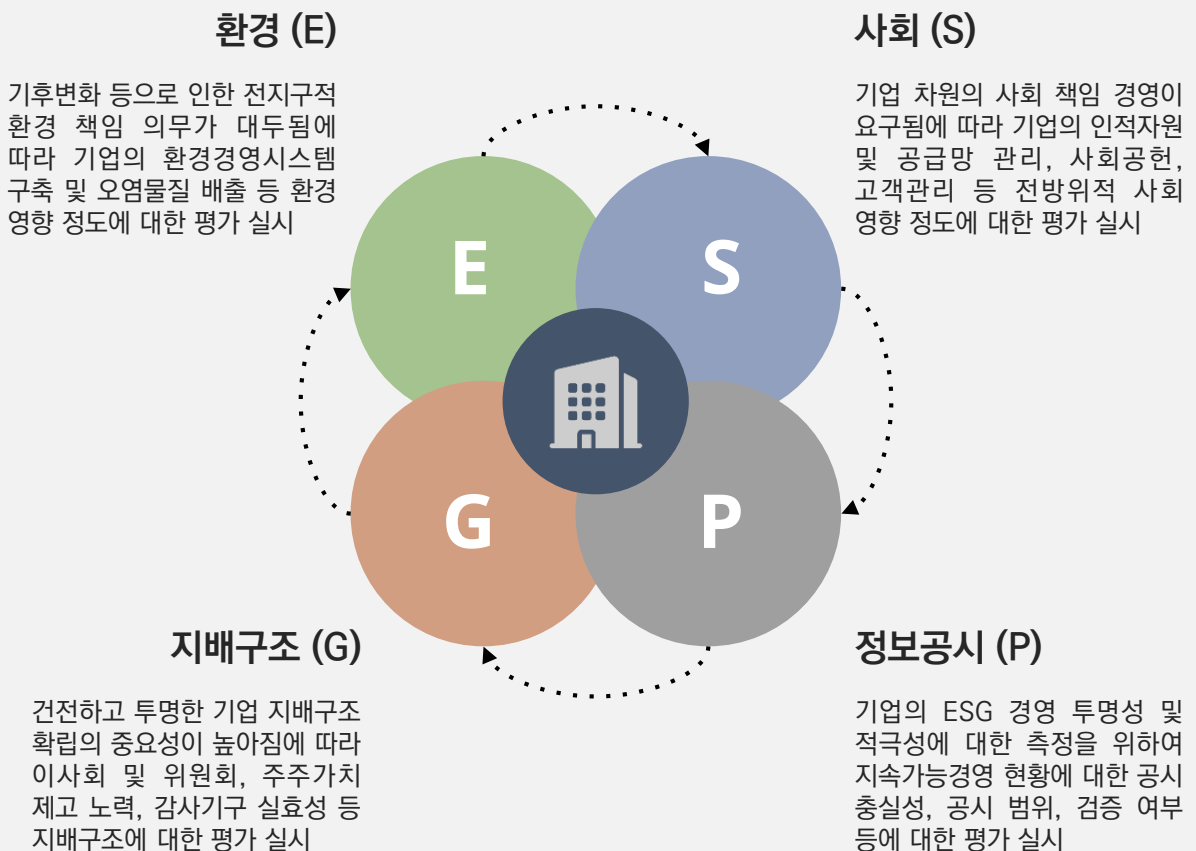 환경 (E)
기후변화 등으로 인한 전지구적
환경 책임 의무가 대두됨에
따라 기업의 환경경영시스템
구축 및 오염물질 배출 등 환경
영향 정도에 대한 평가 실시
사회 (S)
기업 차원의 사회 책임 경영이
요구됨에 따라 기업의 인적자원
및 공급망 관리, 사회공헌,
고객관리 등 전방위적 사회
영향 정도에 대한 평가 실시
E
S
G
P
지배구조 (G)
건전하고 투명한 기업 지배구조
확립의 중요성이 높아짐에 따라
이사회 및 위원회, 주주가치
제고 노력, 감사기구 실효성 등
지배구조에 대한 평가 실시
정보공시 (P)
기업의 ESG 경영 투명성 및
적극성에 대한 측정을 위하여
지속가능경영 현황에 대한 공시
충실성, 공시 범위, 검증 여부
등에 대한 평가 실시